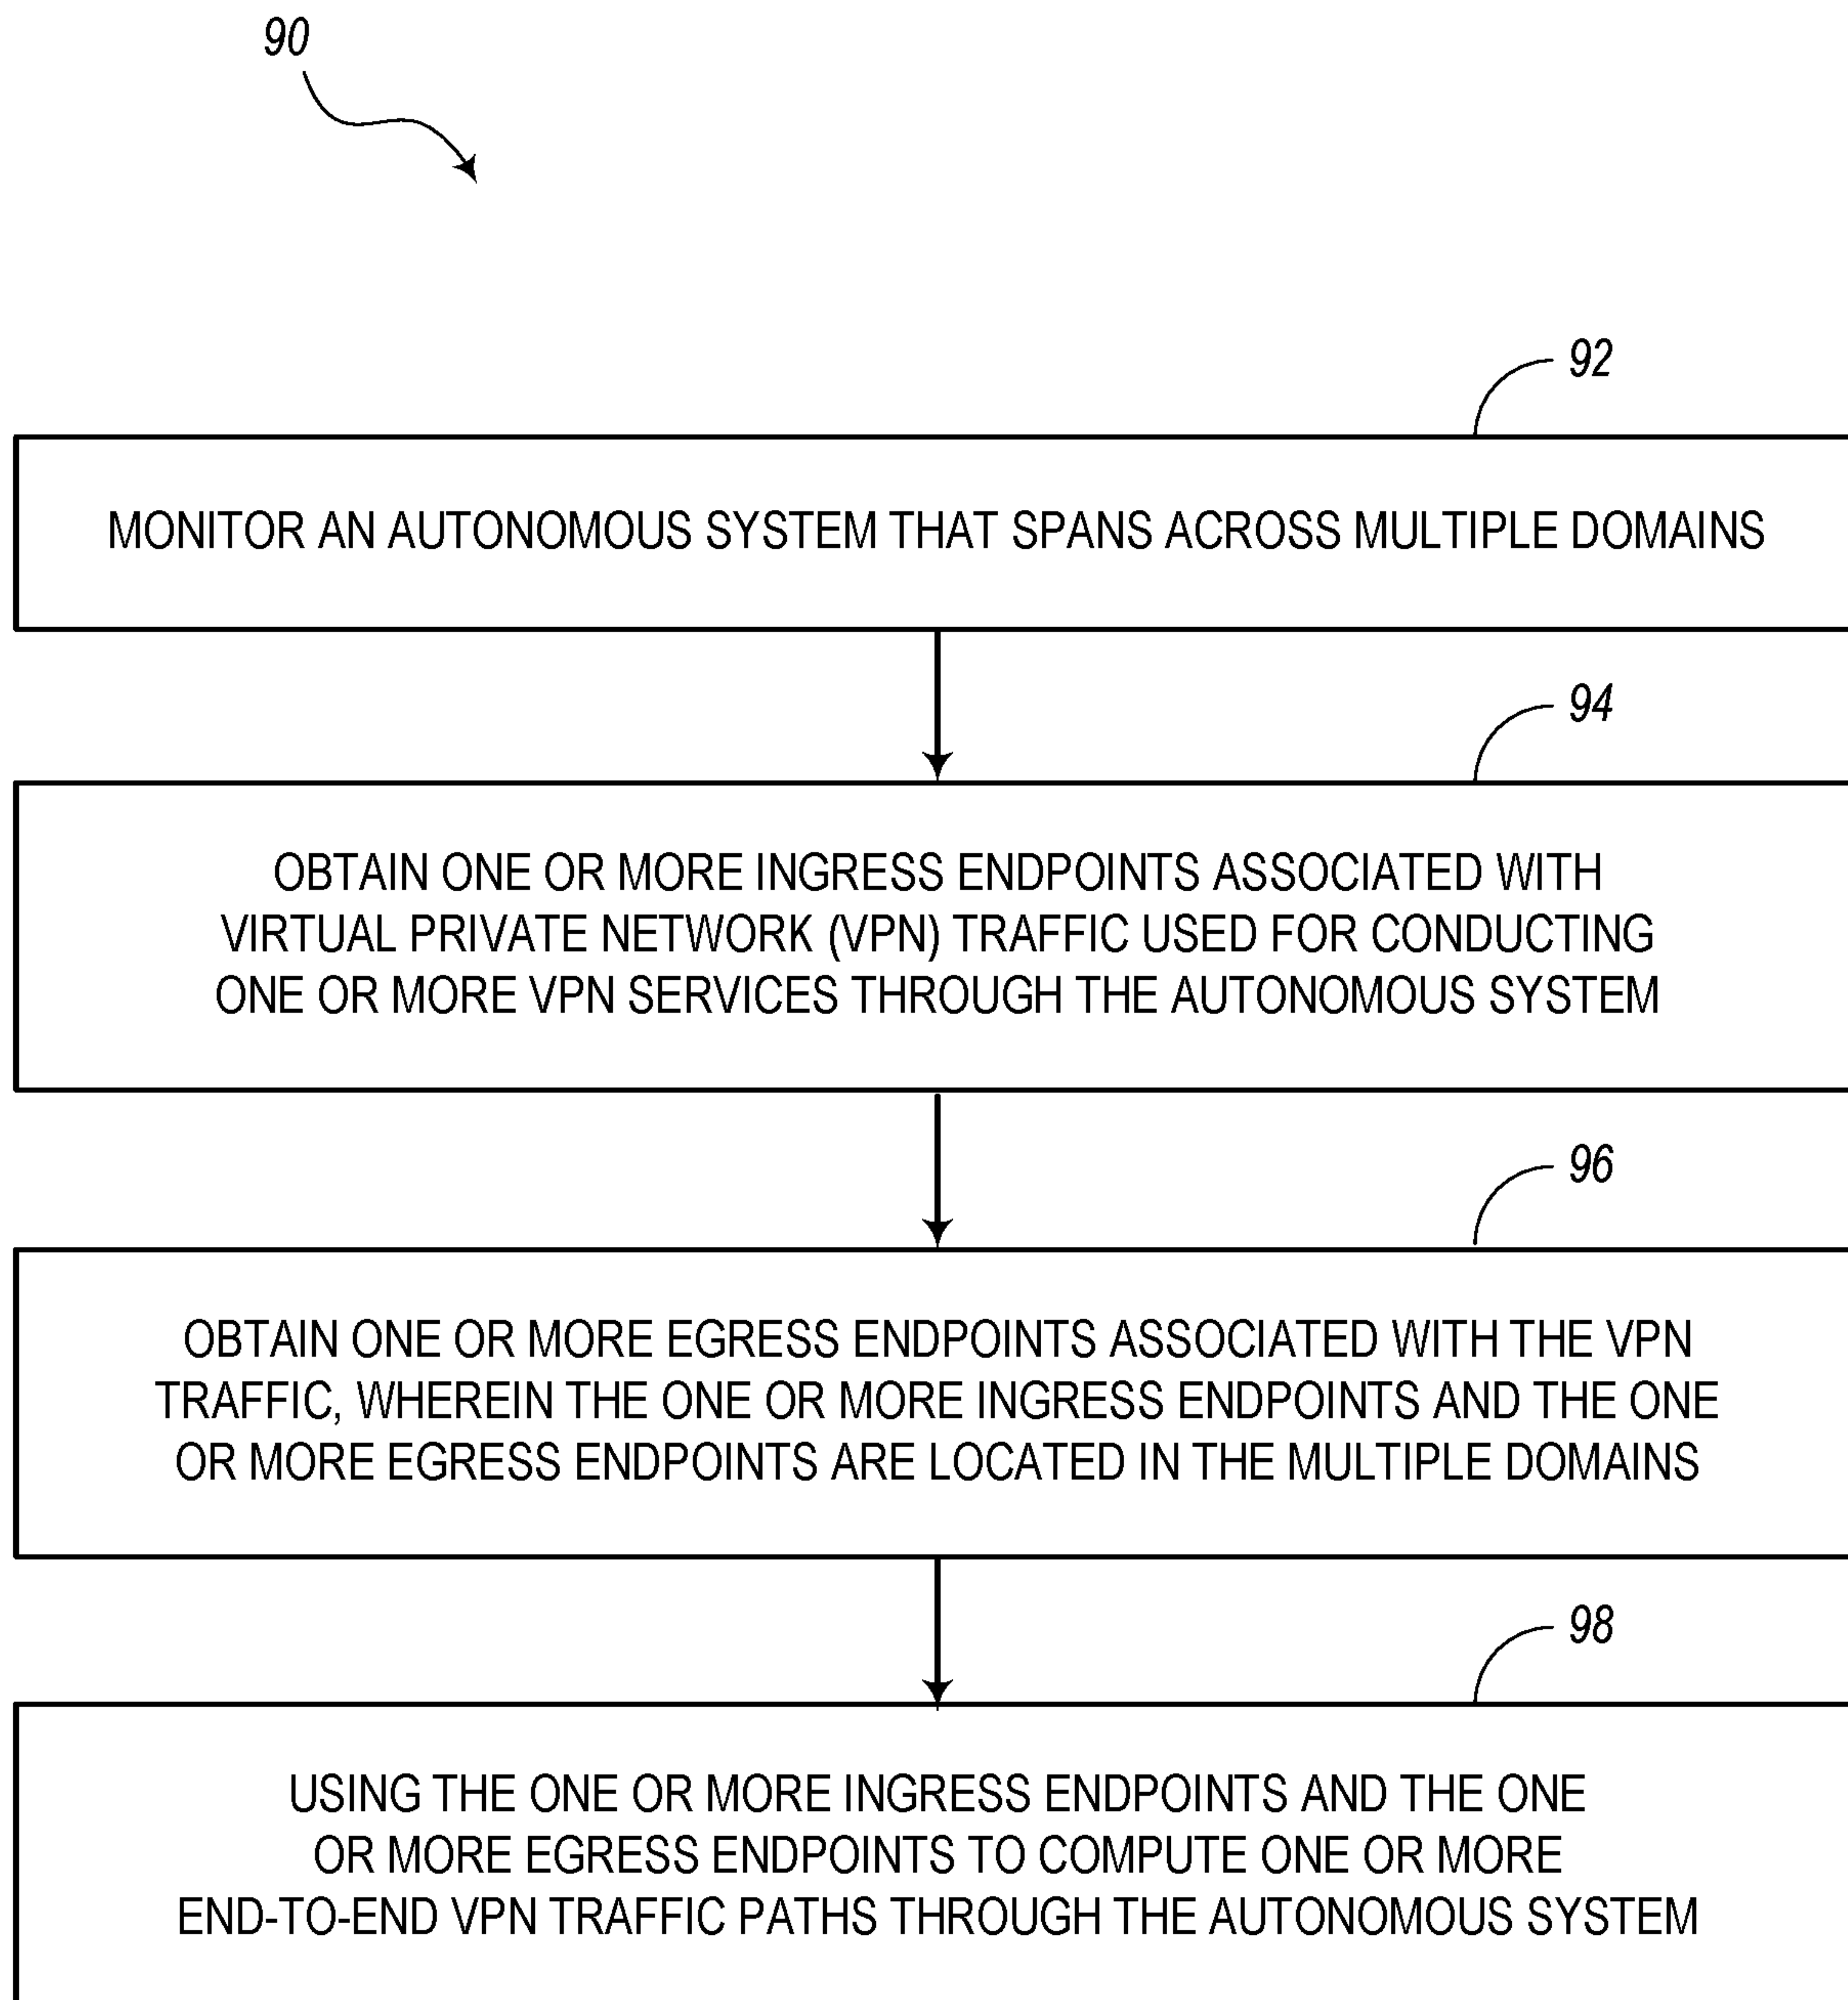 90
92
MONITOR AN AUTONOMOUS SYSTEM THAT SPANS ACROSS MULTIPLE DOMAINS
94
OBTAIN ONE OR MORE INGRESS ENDPOINTS ASSOCIATED WITH
VIRTUAL PRIVATE NETWORK (VPN) TRAFFIC USED FOR CONDUCTING
ONE OR MORE VPN SERVICES THROUGH THE AUTONOMOUS SYSTEM
96
OBTAIN ONE OR MORE EGRESS ENDPOINTS ASSOCIATED WITH THE VPN
TRAFFIC, WHEREIN THE ONE OR MORE INGRESS ENDPOINTS AND THE ONE
OR MORE EGRESS ENDPOINTS ARE LOCATED IN THE MULTIPLE DOMAINS
98
USING THE ONE OR MORE INGRESS ENDPOINTS AND THE ONE
OR MORE EGRESS ENDPOINTS TO COMPUTE ONE OR MORE
END-TO-END VPN TRAFFIC PATHS THROUGH THE AUTONOMOUS SYSTEM